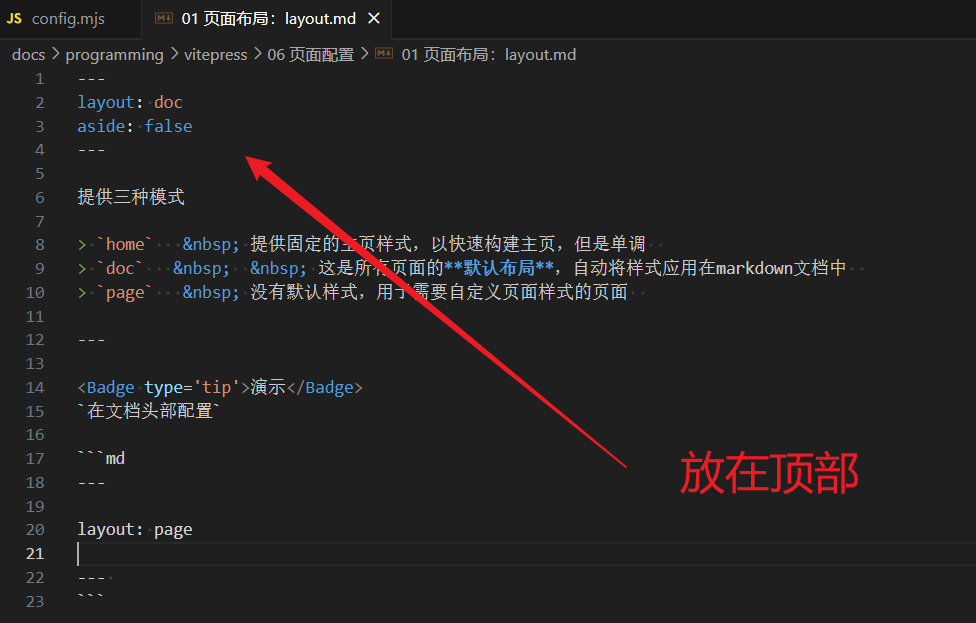 JS config.mjs
01 页面布局：layout.md ×
docs > programming > vitepress > 06 页面配置 > 01 页面布局：layout.md
1 ---
2 layout: doc
3 aside: false
4 ---
5
6 提供三种模式
7
8 > `home` &nbsp; 提供固定的主页样式，以快速构建主页，但是单调
9 > `doc` &nbsp; &nbsp; 这是所有页面的**默认布局**，自动将样式应用在markdown文档中
10 > `page` &nbsp; 没有默认样式，用于需要自定义页面样式的页面
11
12 ---
13
14 <Badge type='tip'>演示</Badge>
15 `在文档头部配置`
16
17 ```md
18 ---
19
20 layout: page
21
22 ---
23 ```
放在顶部